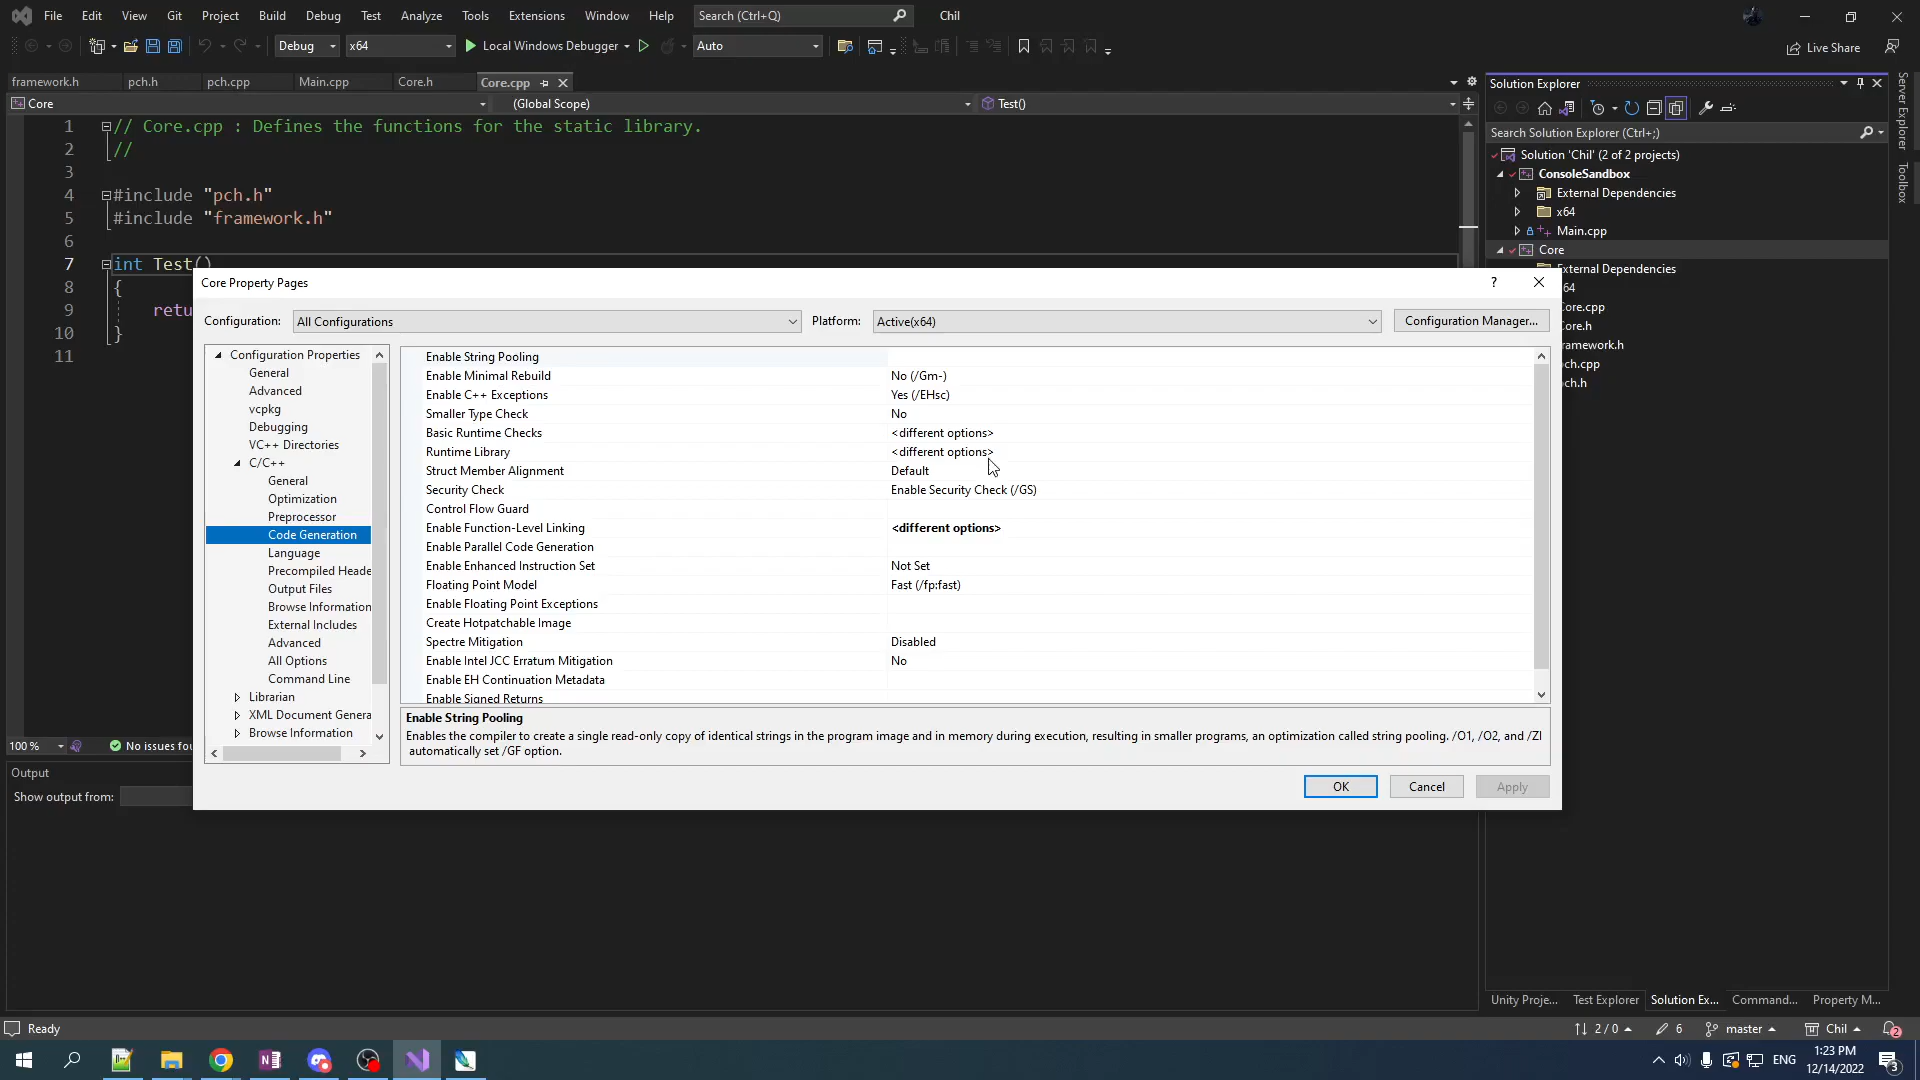 File Edit View Git Project Build Debug Test Analyze Tools Extensions Window Help Search (Ctrl+Q) Chil
Debug x64 Local Windows Debugger Auto Live Share
framework.h pch.h pch.cpp Main.cpp Core.h Core.cpp
Core (Global Scope) Test()
1 // Core.cpp : Defines the functions for the static library.
2 //
3
4 #include "pch.h"
5 #include "framework.h"
6
7 int Test()
8 {
9 retu
10 }
11
Solution Explorer
Search Solution Explorer (Ctrl+;)
Solution 'Chil' (2 of 2 projects)
ConsoleSandbox
External Dependencies
x64
Main.cpp
Core
External Dependencies
64
Core.cpp
Core.h
ramework.h
pch.cpp
pch.h
Server Explorer
Toolbox
Core Property Pages ?
Configuration: All Configurations Platform: Active(x64) Configuration Manager...
Configuration Properties
General
Advanced
vcpkg
Debugging
VC++ Directories
C/C++
General
Optimization
Preprocessor
Code Generation
Language
Precompiled Heade
Output Files
Browse Information
External Includes
Advanced
All Options
Command Line
Librarian
XML Document Genera
Browse Information
Enable String Pooling
Enable Minimal Rebuild No (/Gm-)
Enable C++ Exceptions Yes (/EHsc)
Smaller Type Check No
Basic Runtime Checks <different options>
Runtime Library <different options>
Struct Member Alignment Default
Security Check Enable Security Check (/GS)
Control Flow Guard
Enable Function-Level Linking <different options>
Enable Parallel Code Generation
Enable Enhanced Instruction Set Not Set
Floating Point Model Fast (/fp:fast)
Enable Floating Point Exceptions
Create Hotpatchable Image
Spectre Mitigation Disabled
Enable Intel JCC Erratum Mitigation No
Enable EH Continuation Metadata
Enable Signed Returns
Enable String Pooling
Enables the compiler to create a single read-only copy of identical strings in the program image and in memory during execution, resulting in smaller programs, an optimization called string pooling. /O1, /O2, and /ZI
automatically set /GF option.
OK Cancel Apply
100 % No issues fou
Output
Show output from:
Unity Proje... Test Explorer Solution Ex... Command... Property M...
Ready 2 / 0 6 master Chil 2
ENG 1:23 PM
12/14/2022 3